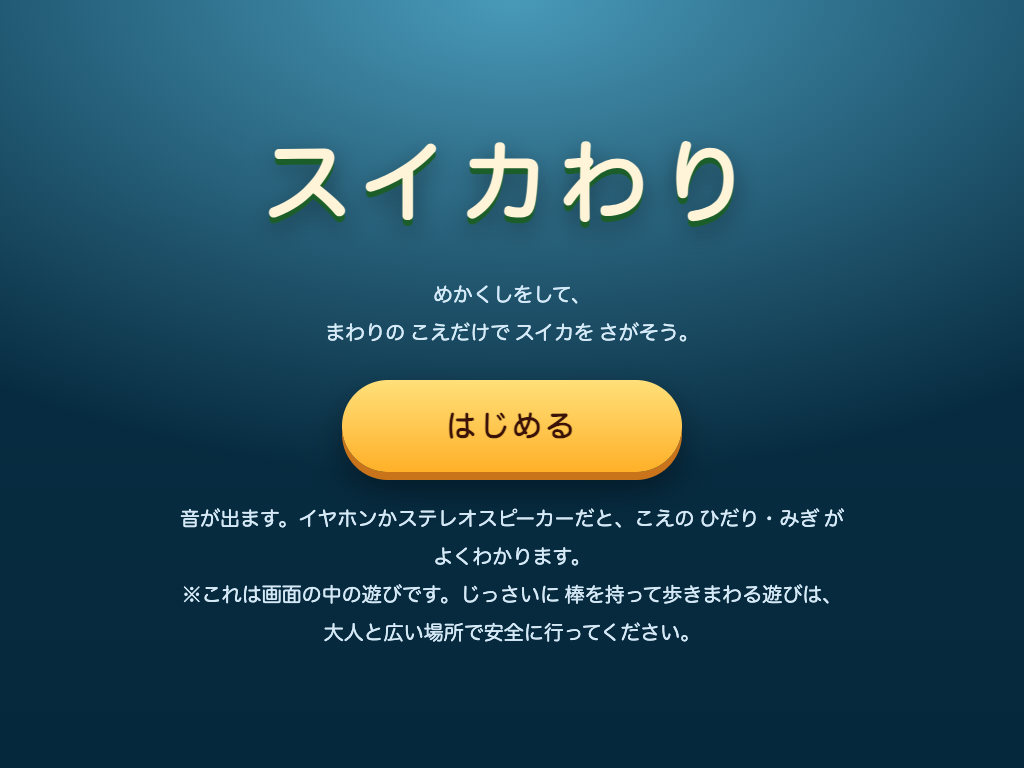 スイカわり
めかくしをして、
まわりの こえだけで スイカを さがそう。
はじめる
音が出ます。イヤホンかステレオスピーカーだと、こえの ひだり・みぎ が
よくわかります。
※これは画面の中の遊びです。じっさいに 棒を持って歩きまわる遊びは、
大人と広い場所で安全に行ってください。